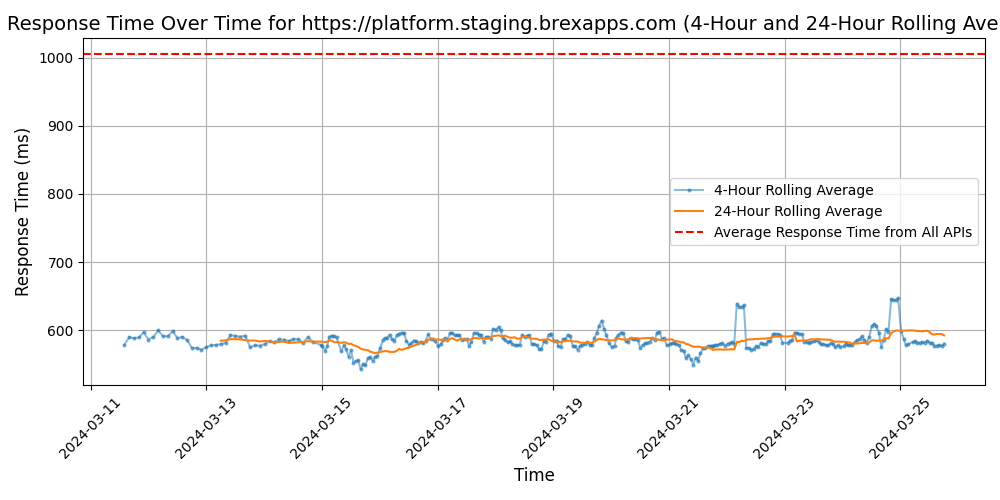 Response Time Over Time for https://platform.staging.brexapps.com (4-Hour and 24-Hour Rolling Ave
Response Time (ms)
1000
900
800
700
600
4-Hour Rolling Average
24-Hour Rolling Average
Average Response Time from All APIs
2024-03-11
2024-03-13
2024-03-15
2024-03-17
2024-03-19
2024-03-21
2024-03-23
2024-03-25
Time